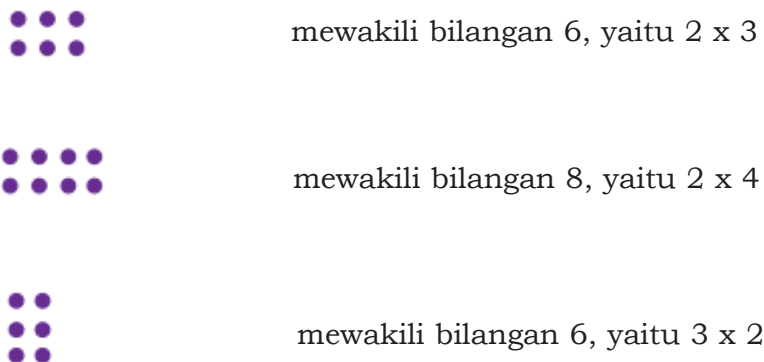 mewakili bilangan 6, yaitu 2 x 3
mewakili bilangan 8, yaitu 2 x 4
mewakili bilangan 6, yaitu 3 x 2